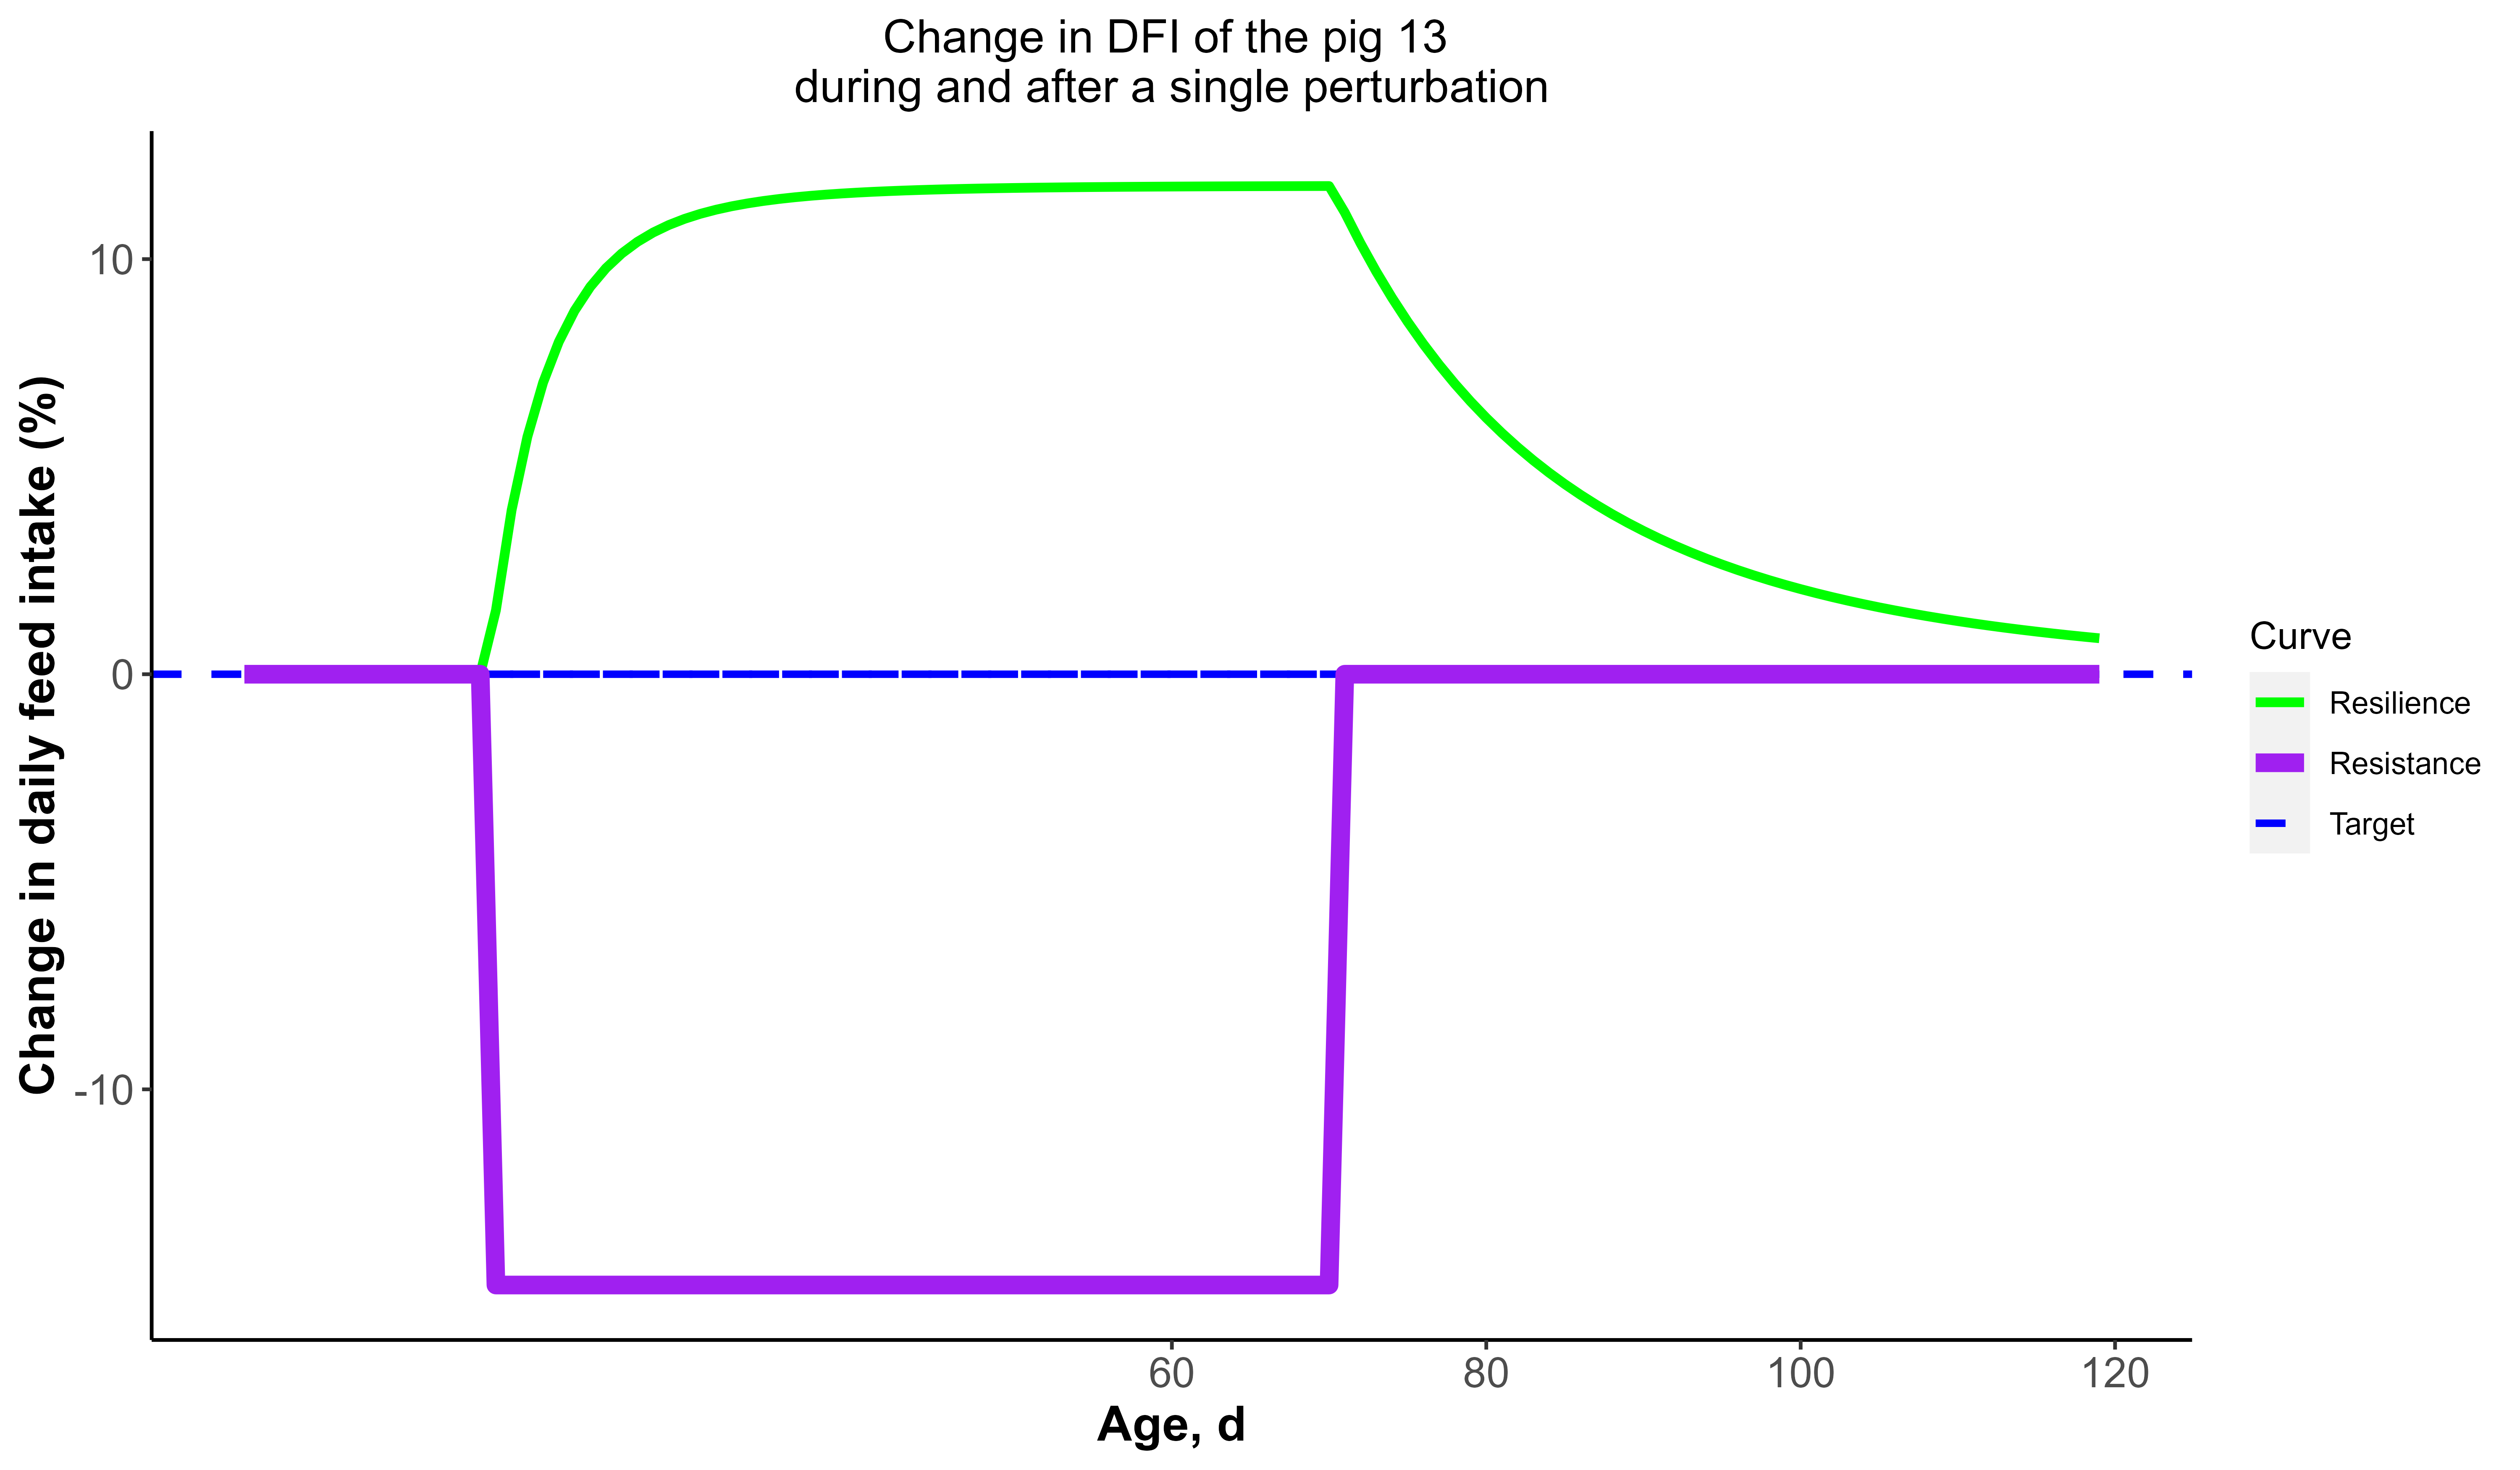 Change in DFI of the pig 13
during and after a single perturbation
Change in daily feed intake (%)
10
0
-10
60
80
100
120
Age, d
Curve
Resilience
Resistance
Target